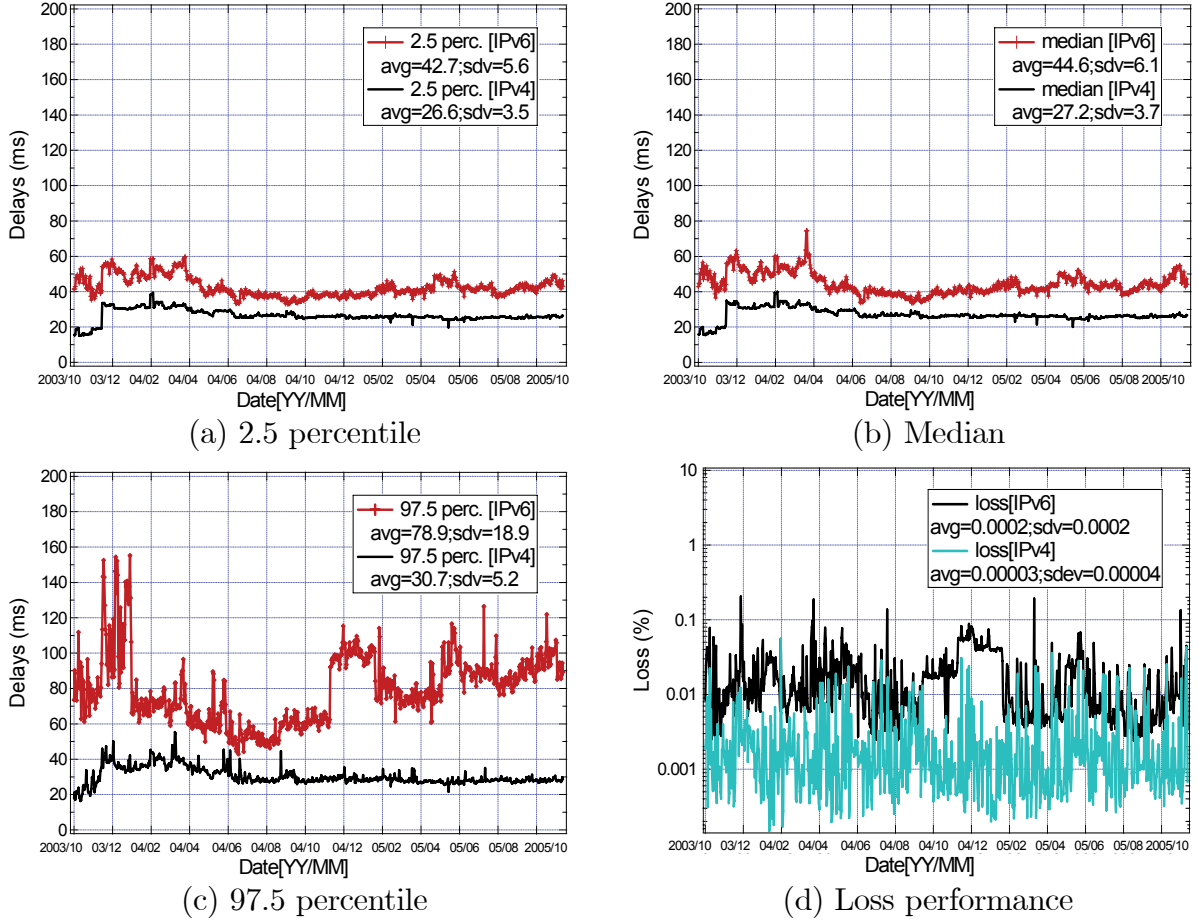 200
180
160
140
120
100
80
60
40
20
0
Delays (ms)
2.5 perc. [IPv6]
avg=42.7;sdv=5.6
2.5 perc. [IPv4]
avg=26.6;sdv=3.5
2003/10 03/12 04/02 04/04 04/06 04/08 04/10 04/12 05/02 05/04 05/06 05/08 2005/10
Date[YY/MM]
(a) 2.5 percentile
200
180
160
140
120
100
80
60
40
20
0
Delays (ms)
median [IPv6]
avg=44.6;sdv=6.1
median [IPv4]
avg=27.2;sdv=3.7
2003/10 03/12 04/02 04/04 04/06 04/08 04/10 04/12 05/02 05/04 05/06 05/08 2005/10
Date[YY/MM]
(b) Median
200
180
160
140
120
100
80
60
40
20
0
Delays (ms)
97.5 perc. [IPv6]
avg=78.9;sdv=18.9
97.5 perc. [IPv4]
avg=30.7;sdv=5.2
2003/10 03/12 04/02 04/04 04/06 04/08 04/10 04/12 05/02 05/04 05/06 05/08 2005/10
Date[YY/MM]
(c) 97.5 percentile
10
1
0.1
0.01
0.001
Loss (%)
loss[IPv6]
avg=0.0002;sdv=0.0002
loss[IPv4]
avg=0.00003;sdev=0.00004
2003/10 03/12 04/02 04/04 04/06 04/08 04/10 04/12 05/02 05/04 05/06 05/08 2005/10
Date[YY/MM]
(d) Loss performance